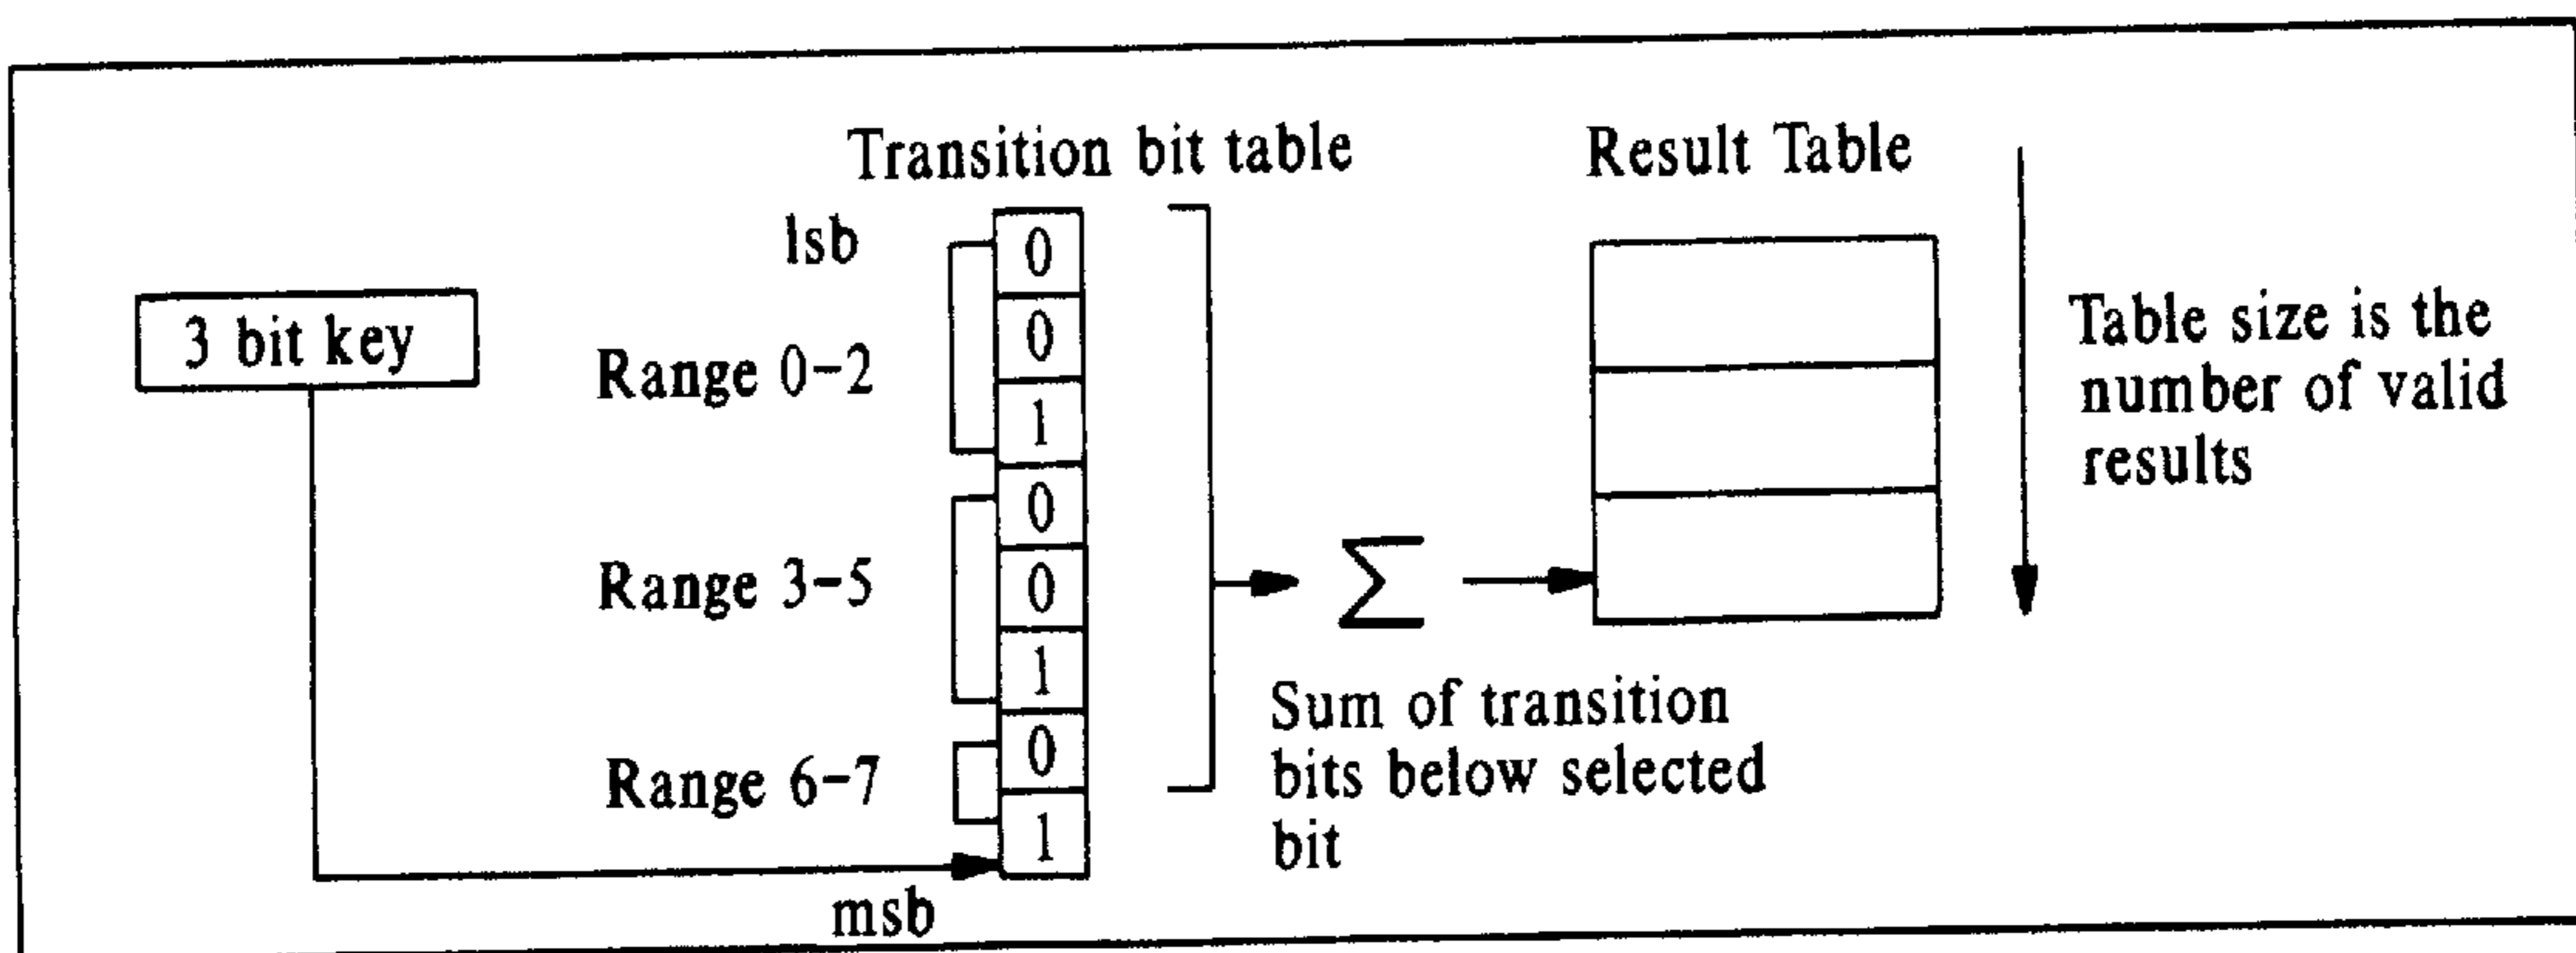 Transition bit table
Result Table
lsb
3 bit key
Range 0-2
Range 3-5
Range 6-7
msb
0
0
1
0
0
1
0
1
Σ
Sum of transition
bits below selected
bit
Table size is the
number of valid
results